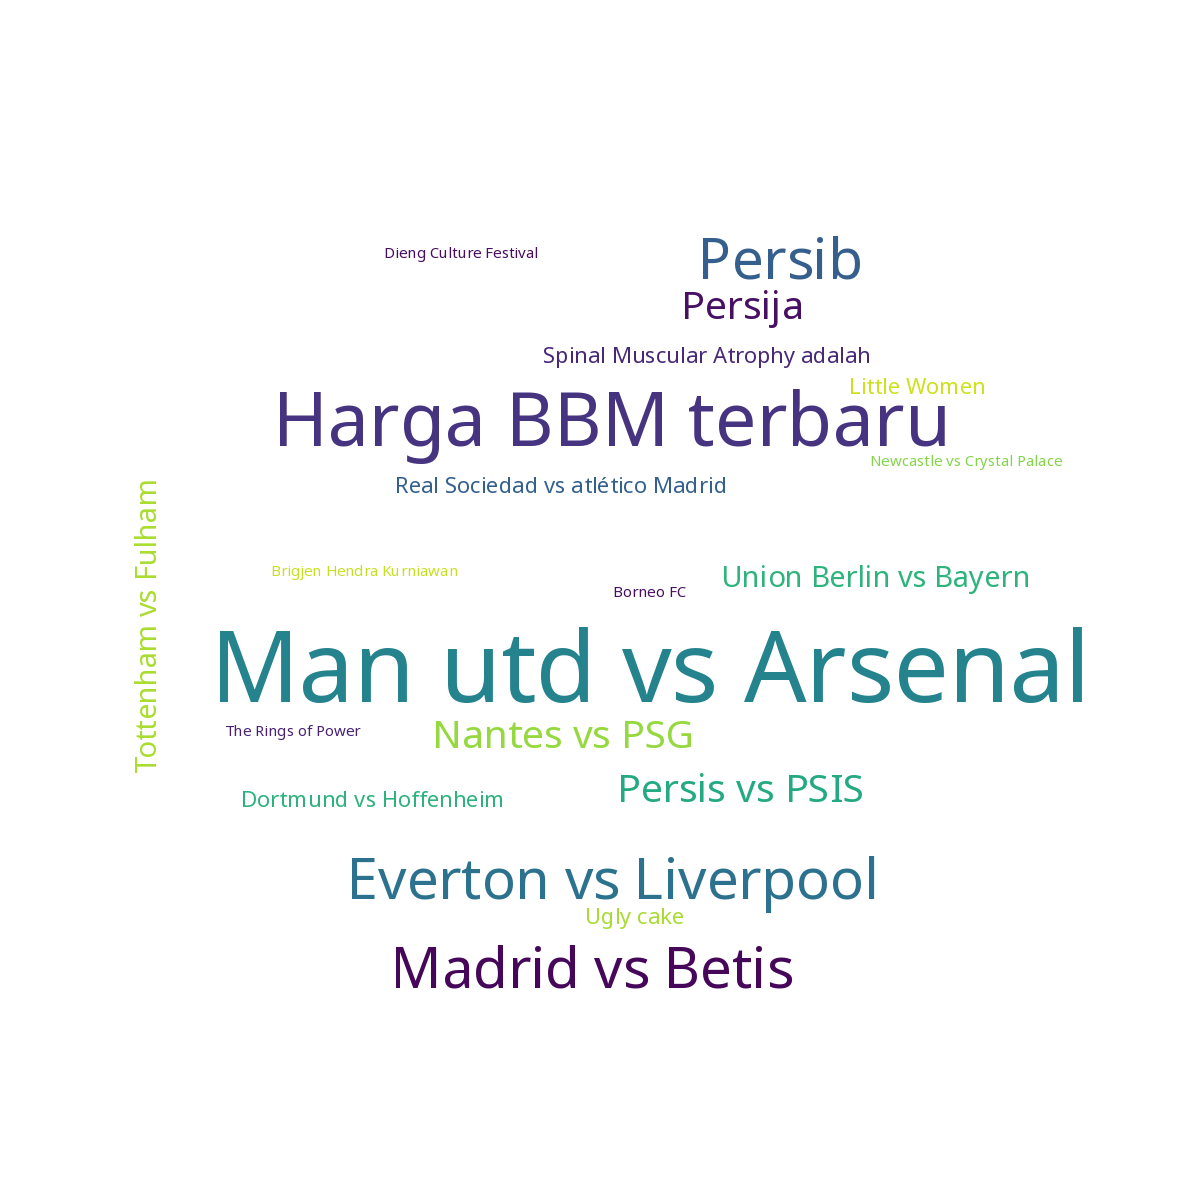 Dieng Culture Festival
Persib
Persija
Spinal Muscular Atrophy adalah
Little Women
Harga BBM terbaru
Newcastle vs Crystal Palace
Real Sociedad vs atlético Madrid
Tottenham vs Fulham
Brigjen Hendra Kurniawan
Union Berlin vs Bayern
Borneo FC
Man utd vs Arsenal
The Rings of Power
Nantes vs PSG
Persis vs PSIS
Dortmund vs Hoffenheim
Everton vs Liverpool
Ugly cake
Madrid vs Betis